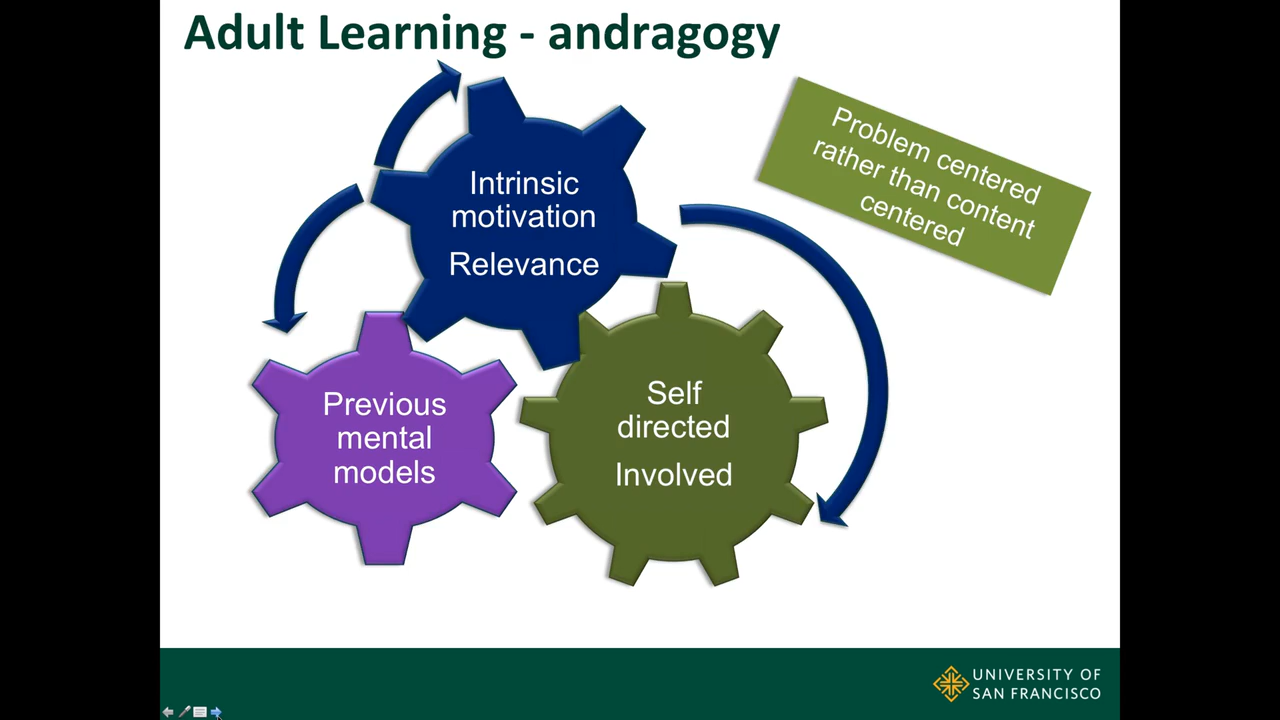 Adult Learning - andragogy
Problem centered
rather than content
centered
Intrinsic
motivation
Relevance
Previous
mental
models
Self
directed
Involved
UNIVERSITY OF
SAN FRANCISCO